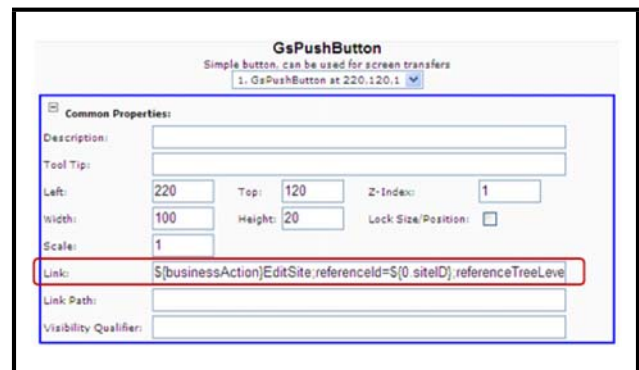 GsPushButton
Simple button, can be used for screen transfers
1. GsPushButton at 220,120,1
Common Properties:
Description:
Tool Tip:
Left: 220 Top: 120 Z-Index: 1
Width: 100 Height: 20 Lock Size/Position:
Scale: 1
Link: ${businessAction}EditSite;referenceId=${0.siteID};referenceTreeLeve
Link Path:
Visibility Qualifier: